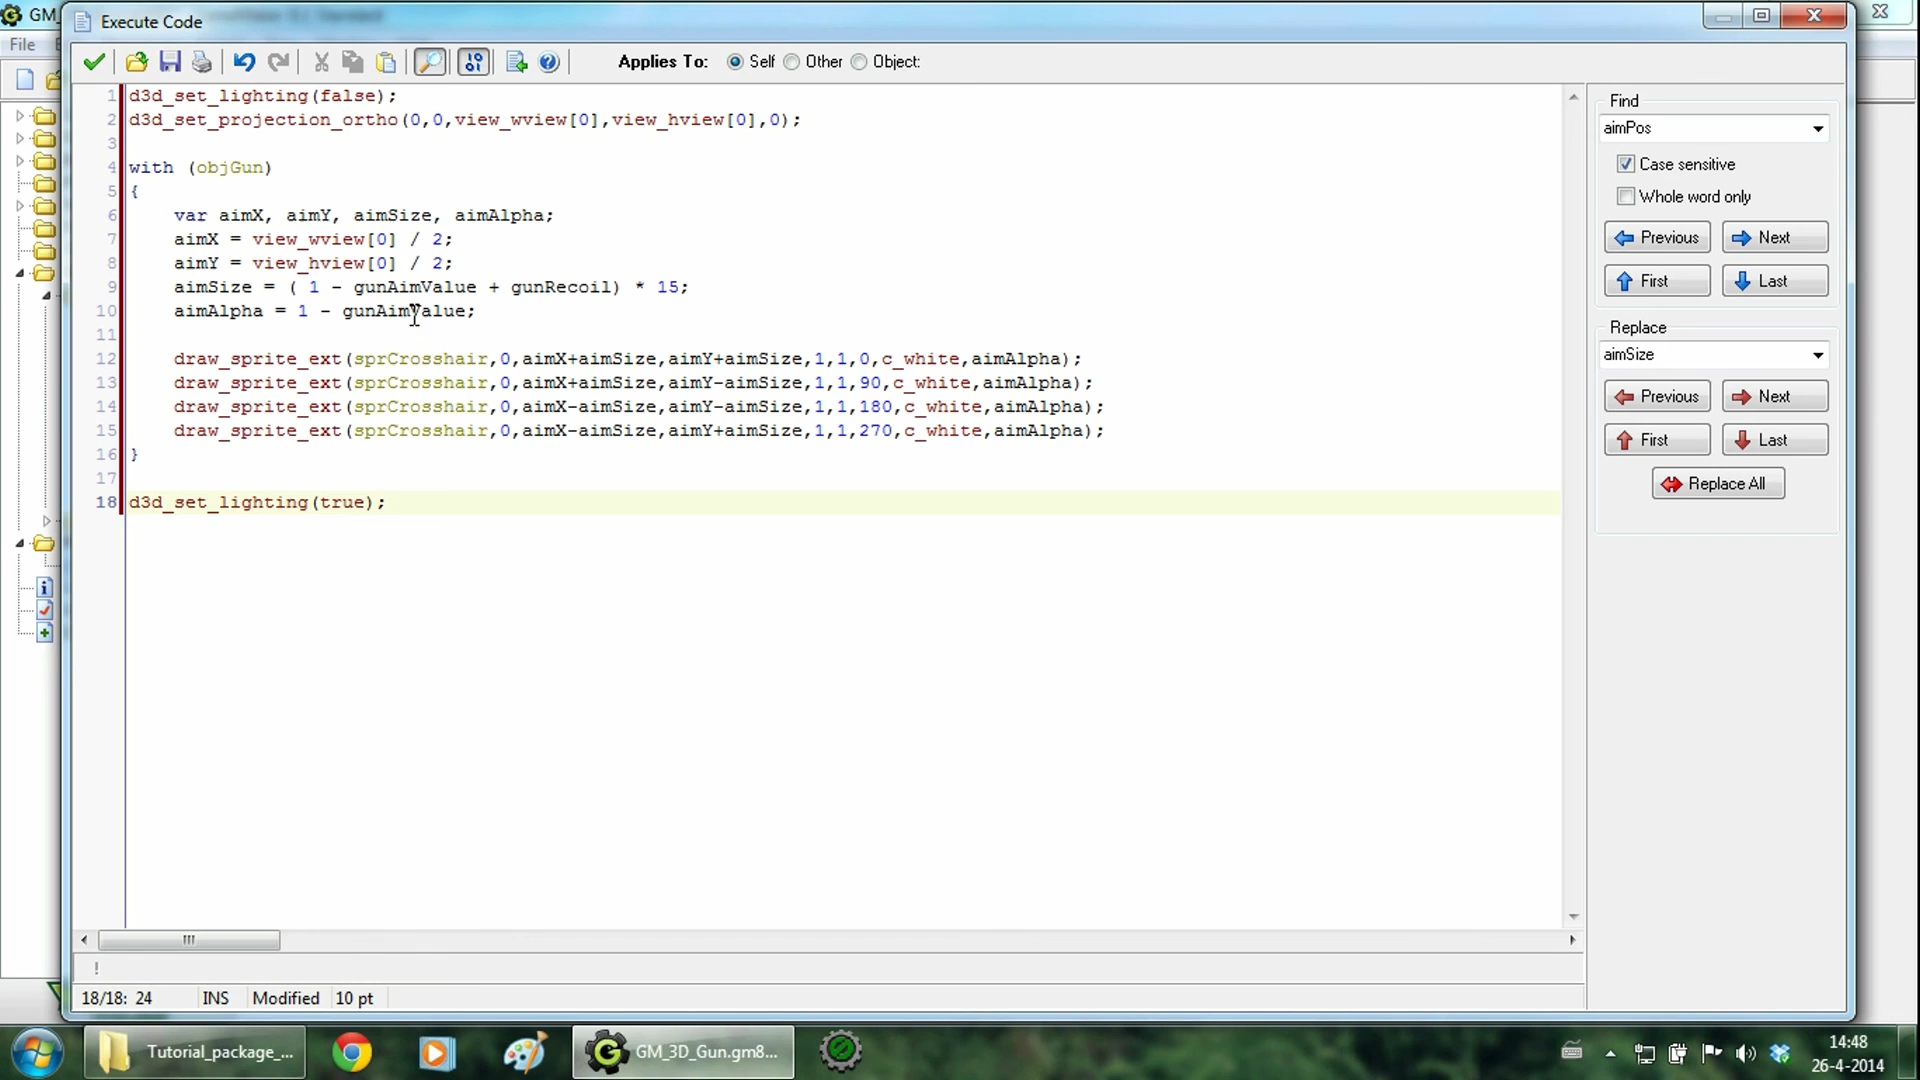 GM_
Execute Code
File
Applies To:
Self
Other
Object:
1 d3d_set_lighting(false);
2 d3d_set_projection_ortho(0,0,view_wview[0],view_hview[0],0);
3
4 with (objGun)
5 {
6 var aimX, aimY, aimSize, aimAlpha;
7 aimX = view_wview[0] / 2;
8 aimY = view_hview[0] / 2;
9 aimSize = ( 1 - gunAimValue + gunRecoil) * 15;
10 aimAlpha = 1 - gunAimValue;
11
12 draw_sprite_ext(sprCrosshair,0,aimX+aimSize,aimY+aimSize,1,1,0,c_white,aimAlpha);
13 draw_sprite_ext(sprCrosshair,0,aimX+aimSize,aimY-aimSize,1,1,90,c_white,aimAlpha);
14 draw_sprite_ext(sprCrosshair,0,aimX-aimSize,aimY-aimSize,1,1,180,c_white,aimAlpha);
15 draw_sprite_ext(sprCrosshair,0,aimX-aimSize,aimY+aimSize,1,1,270,c_white,aimAlpha);
16 }
17
18 d3d_set_lighting(true);
Find
aimPos
Case sensitive
Whole word only
Previous
Next
First
Last
Replace
aimSize
Previous
Next
First
Last
Replace All
!
18/18: 24
INS
Modified
10 pt
Tutorial_package_...
GM_3D_Gun.gm8...
14:48
26-4-2014